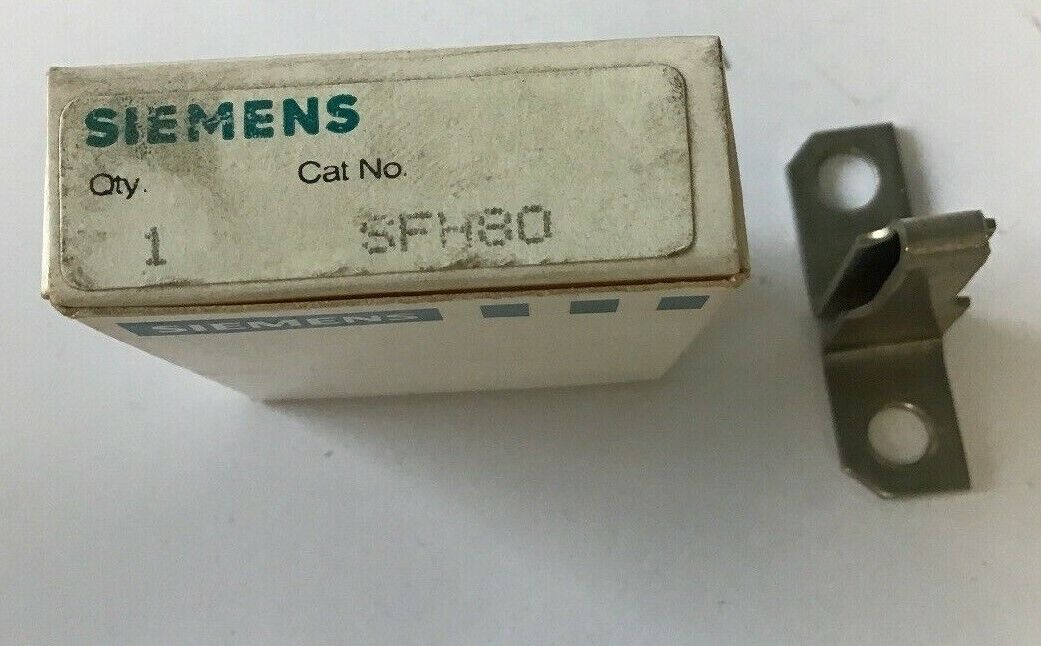 SIEMENS
Qty. Cat No.
1 SFH80
SIEMENS